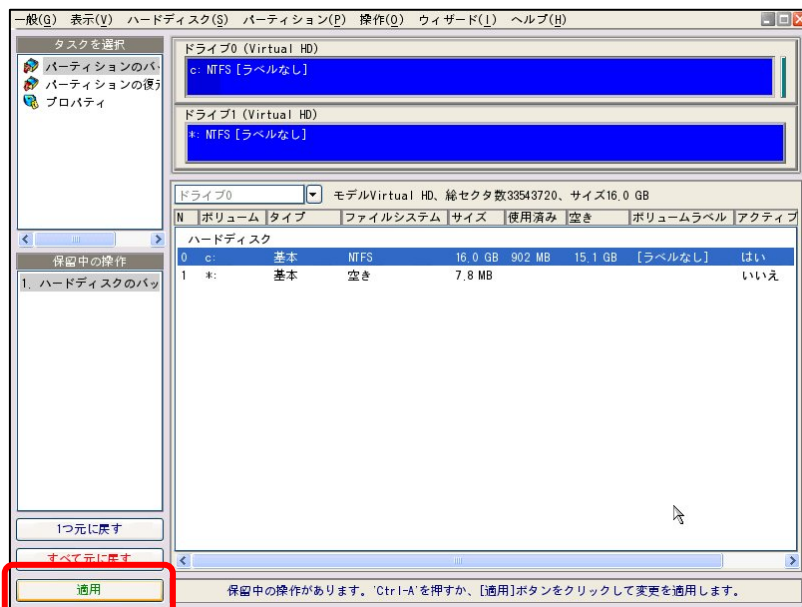 一般(G) 表示(V) ハードディスク(S) パーティション(P) 操作(O) ウィザード(I) ヘルプ(H)
タスクを選択
パーティションのバ
パーティションの復元
プロパティ
保留中の操作
1. ハードディスクのバッ
1つ元に戻す
すべて元に戻す
適用
ドライブ0 (Virtual HD)
c: NTFS [ラベルなし]
ドライブ1 (Virtual HD)
*: NTFS [ラベルなし]
ドライブ0 モデルVirtual HD、総セクタ数33543720、サイズ16.0 GB
N ボリューム タイプ ファイルシステム サイズ 使用済み 空き ボリュームラベル アクティブ
ハードディスク
0 c: 基本 NTFS 16.0 GB 902 MB 15.1 GB [ラベルなし] はい
1 *: 基本 空き 7.8 MB いいえ
保留中の操作があります。'Ctrl-A'を押すか、[適用]ボタンをクリックして変更を適用します。